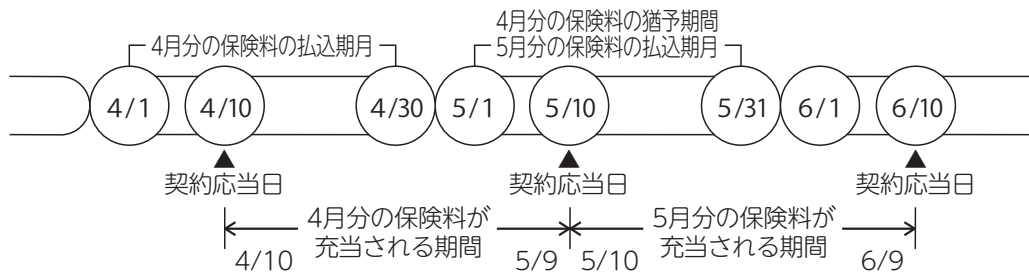 4月分の保険料の猶予期間
4月分の保険料の払込期月
5月分の保険料の払込期月
4/1
4/10
4/30
5/1
5/10
5/31
6/1
6/10
契約応当日
契約応当日
契約応当日
4月分の保険料が
充当される期間
5月分の保険料が
充当される期間
4/10
5/9
5/10
6/9